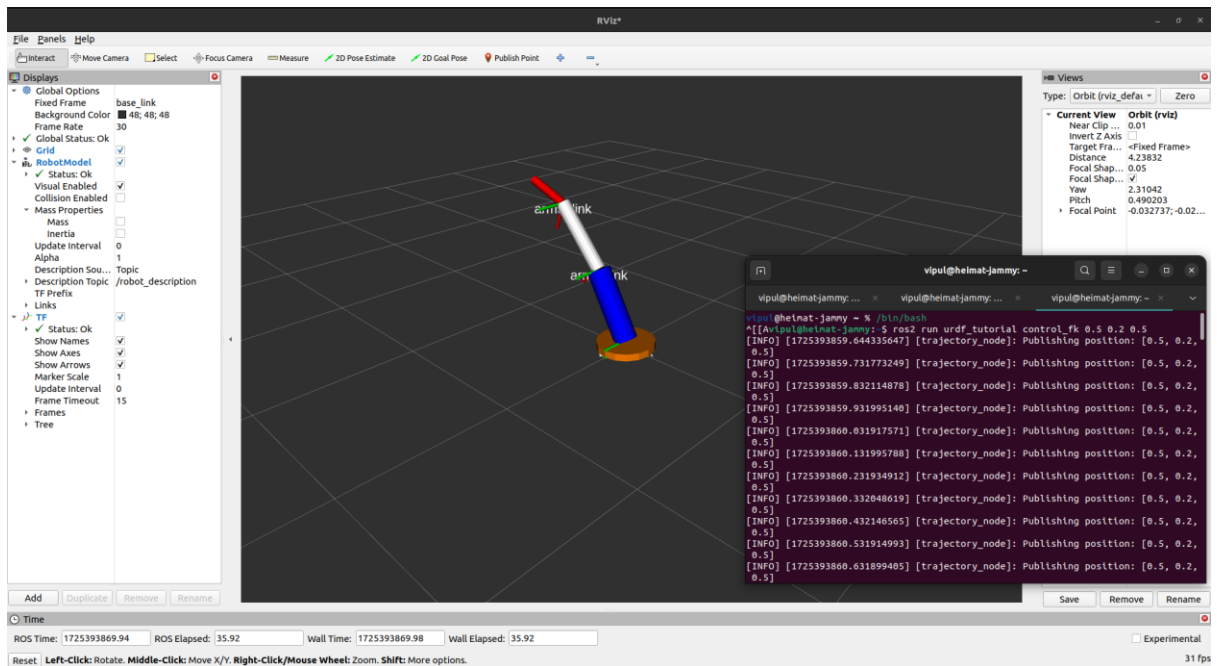 RViz*
File Panels Help
Interact Move Camera Select Focus Camera Measure 2D Pose Estimate 2D Goal Pose Publish Point
Displays
Global Options
Fixed Frame base_link
Background Color 48; 48; 48
Frame Rate 30
Global Status: Ok
Grid
RobotModel
Status: Ok
Visual Enabled
Collision Enabled
Mass Properties
Mass
Inertia
Update Interval 0
Alpha 1
Description Sou... Topic
Description Topic /robot_description
TF Prefix
Links
TF
Status: Ok
Show Names
Show Axes
Show Arrows
Marker Scale 1
Update Interval 0
Frame Timeout 15
Frames
Tree
Add Duplicate Remove Rename
Views
Type: Orbit (rviz_defau Zero
Current View Orbit (rviz)
Near Clip ... 0.01
Invert Z Axis
Target Fra... <Fixed Frame>
Distance 4.23832
Focal Shap... 0.05
Focal Shap...
Yaw 2.31042
Pitch 0.490203
Focal Point -0.032737; -0.02...
vipul@heimat-jammy: ~
vipul@heimat-jammy: ... vipul@heimat-jammy: ... vipul@heimat-jammy: ~
vipul@heimat-jammy ~ % /bin/bash
^[[Avipul@heimat-jammy:~$ ros2 run urdf_tutorial control_fk 0.5 0.2 0.5
[INFO] [1725393859.644335647] [trajectory_node]: Publishing position: [0.5, 0.2,
0.5]
[INFO] [1725393859.731773249] [trajectory_node]: Publishing position: [0.5, 0.2,
0.5]
[INFO] [1725393859.832114878] [trajectory_node]: Publishing position: [0.5, 0.2,
0.5]
[INFO] [1725393859.931995140] [trajectory_node]: Publishing position: [0.5, 0.2,
0.5]
[INFO] [1725393860.031917571] [trajectory_node]: Publishing position: [0.5, 0.2,
0.5]
[INFO] [1725393860.131995788] [trajectory_node]: Publishing position: [0.5, 0.2,
0.5]
[INFO] [1725393860.231934912] [trajectory_node]: Publishing position: [0.5, 0.2,
0.5]
[INFO] [1725393860.332048619] [trajectory_node]: Publishing position: [0.5, 0.2,
0.5]
[INFO] [1725393860.432146565] [trajectory_node]: Publishing position: [0.5, 0.2,
0.5]
[INFO] [1725393860.531914993] [trajectory_node]: Publishing position: [0.5, 0.2,
0.5]
[INFO] [1725393860.631899405] [trajectory_node]: Publishing position: [0.5, 0.2,
0.5]
Save Remove Rename
Time
ROS Time: 1725393869.94 ROS Elapsed: 35.92 Wall Time: 1725393869.98 Wall Elapsed: 35.92 Experimental
Reset Left-Click: Rotate. Middle-Click: Move X/Y. Right-Click/Mouse Wheel: Zoom. Shift: More options. 31 fps